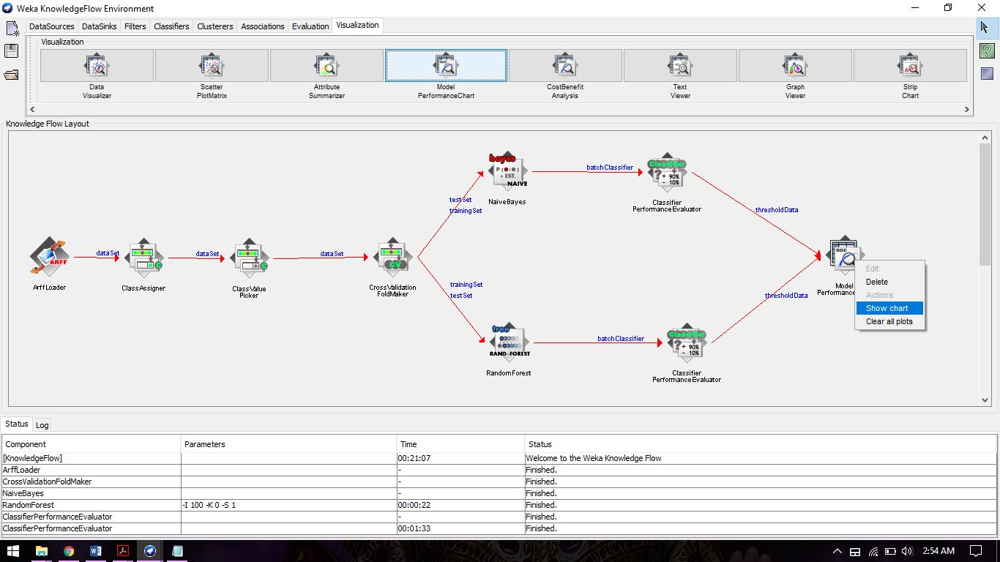 Weka KnowledgeFlow Environment
DataSources DataSinks Filters Classifiers Clusterers Associations Evaluation Visualization
Visualization
Data Visualizer
Scatter PlotMatrix
Attribute Summarizer
Model PerformanceChart
CostBenefit Analysis
Text Viewer
Graph Viewer
Strip Chart
Knowledge Flow Layout
bayes
P
+ EST.
NAIVE
NaiveBayes
batchClassifier
Classifier
+ 90%
- 10%
Classifier
PerformanceEvaluator
testSet
trainingSet
thresholdData
ARFF
ArffLoader
dataSet
C
ClassAssigner
dataSet
C
ClassValue
Picker
dataSet
CV
CrossValidation
FoldMaker
ROC
Model
Edit:
Delete
Actions:
Show chart
Clear all plots
trainingSet
testSet
thresholdData
tree
RAND FOREST
RandomForest
batchClassifier
Classifier
+ 90%
- 10%
Classifier
PerformanceEvaluator
Status Log
Component Parameters Time Status
[KnowledgeFlow] 00:21:07 Welcome to the Weka Knowledge Flow
ArffLoader - Finished.
CrossValidationFoldMaker - Finished.
NaiveBayes - Finished.
RandomForest -I 100 -K 0 -S 1 00:00:22 Finished.
ClassifierPerformanceEvaluator - Finished.
ClassifierPerformanceEvaluator 00:01:33 Finished.
2:54 AM